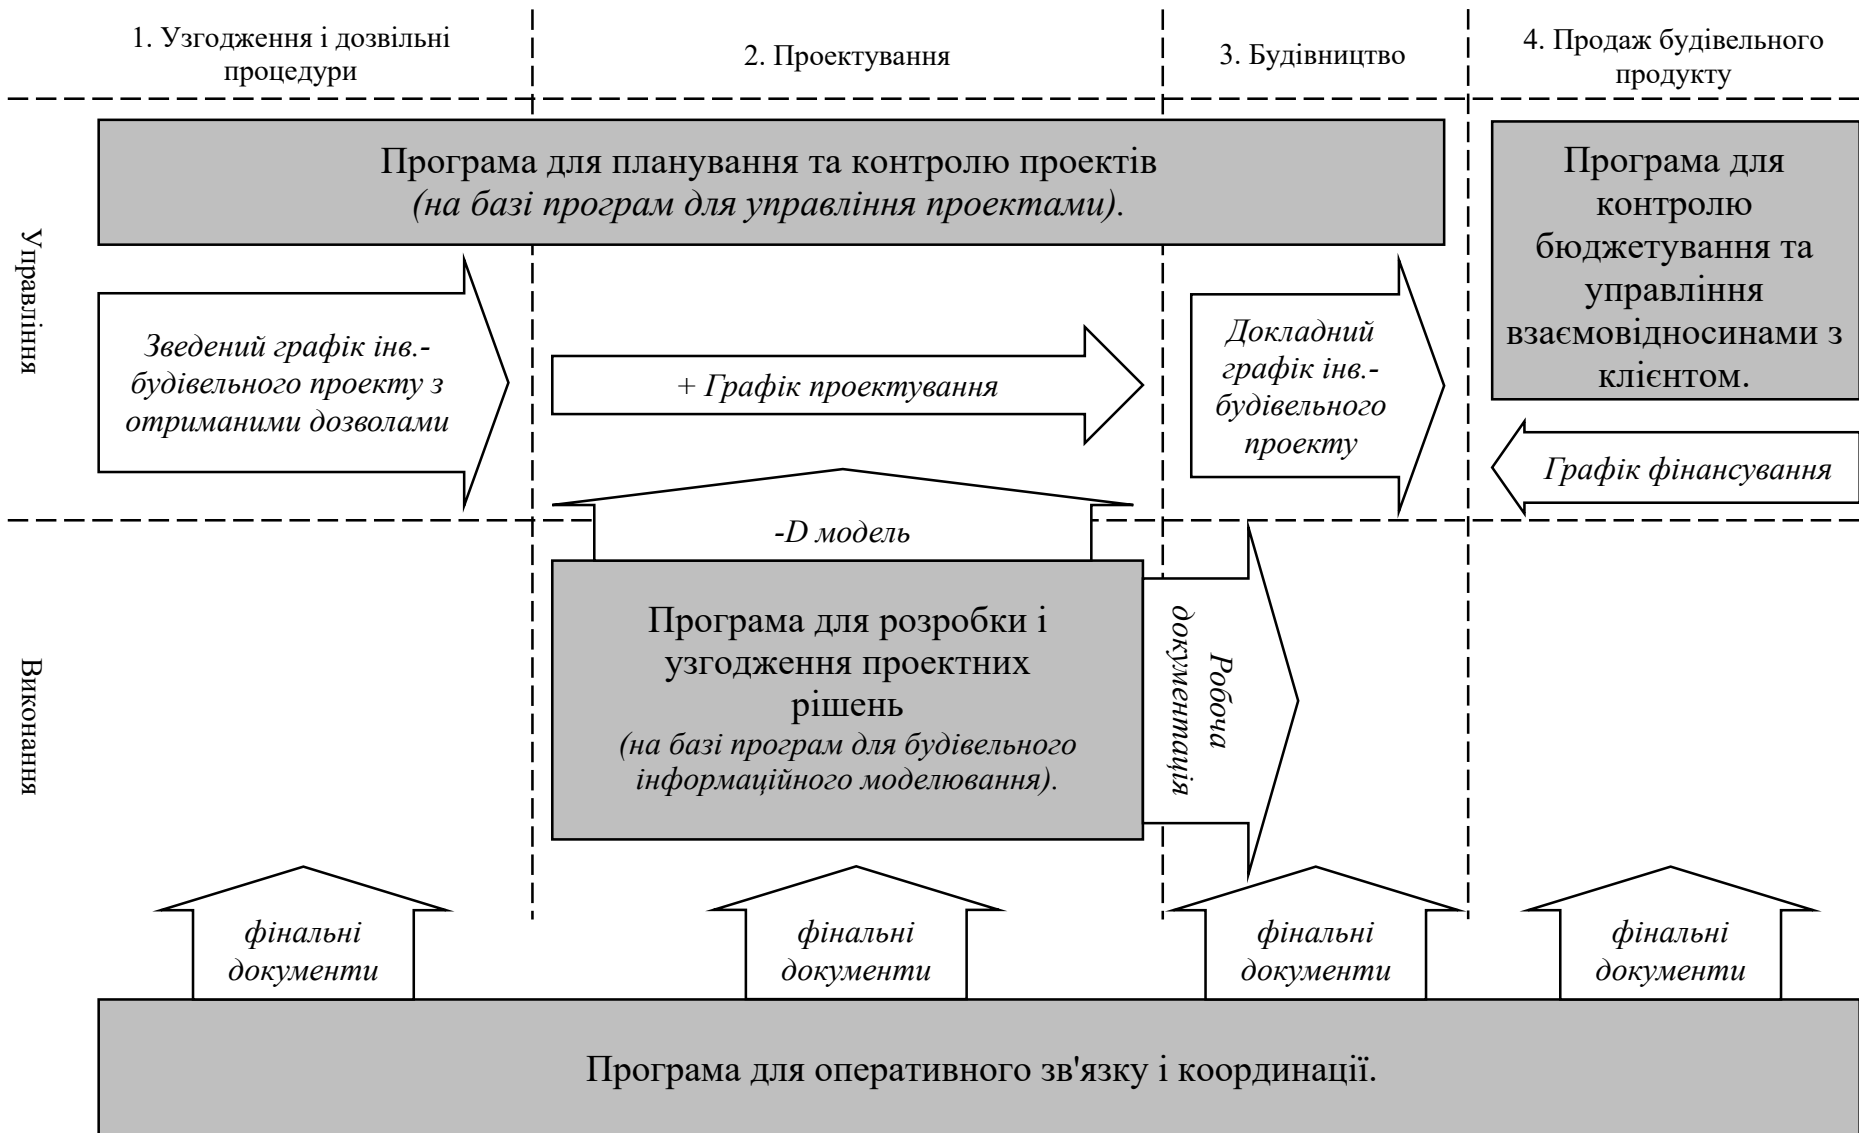 1. Узгодження і дозвільні
процедури
2. Проектування
3. Будівництво
4. Продаж будівельного
продукту
Управління
Програма для планування та контролю проектів
(на базі програм для управління проектами).
Програма для
контролю
бюджетування та
управління
взаємовідносинами з
клієнтом.
Зведений графік інв.-
будівельного проекту з
отриманими дозволами
+ Графік проектування
Докладний
графік інв.-
будівельного
проекту
Графік фінансування
-D модель
Виконання
Програма для розробки і
узгодження проектних
рішень
(на базі програм для будівельного
інформаційного моделювання).
Робоча
документація
фінальні
документи
фінальні
документи
фінальні
документи
фінальні
документи
Програма для оперативного зв'язку і координації.